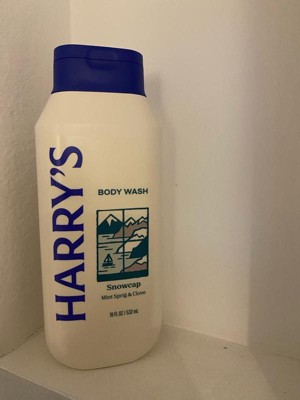 HARRY'S
BODY WASH
Snowcap
Mint Sprig & Clove
16 FL OZ / 532 mL